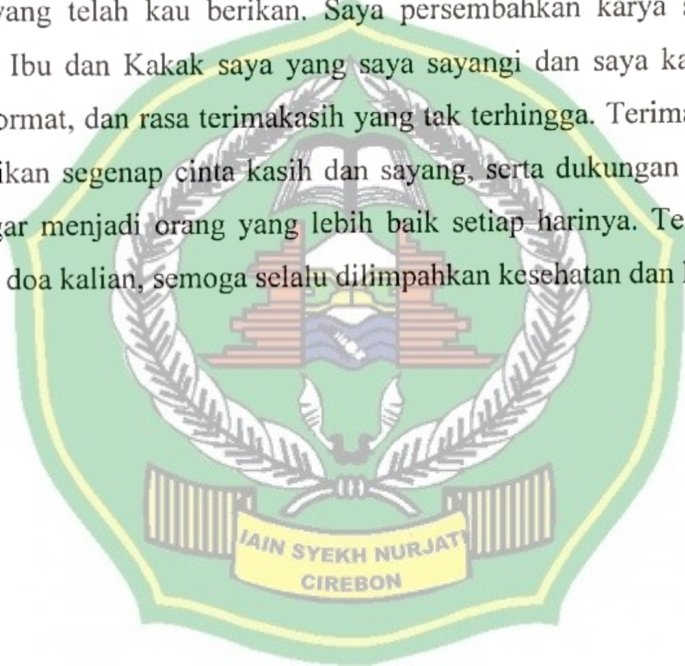 yang telah kau berikan. Saya persembahkan karya
Ibu dan Kakak saya yang saya sayangi dan saya ka
ormat, dan rasa terimakasih yang tak terhingga. Terima
ikan segenap cinta kasih dan sayang, serta dukungan
gar menjadi orang yang lebih baik setiap harinya. Te
doa kalian, semoga selalu dilimpahkan kesehatan dan
IAIN SYEKH NURJATI
CIREBON